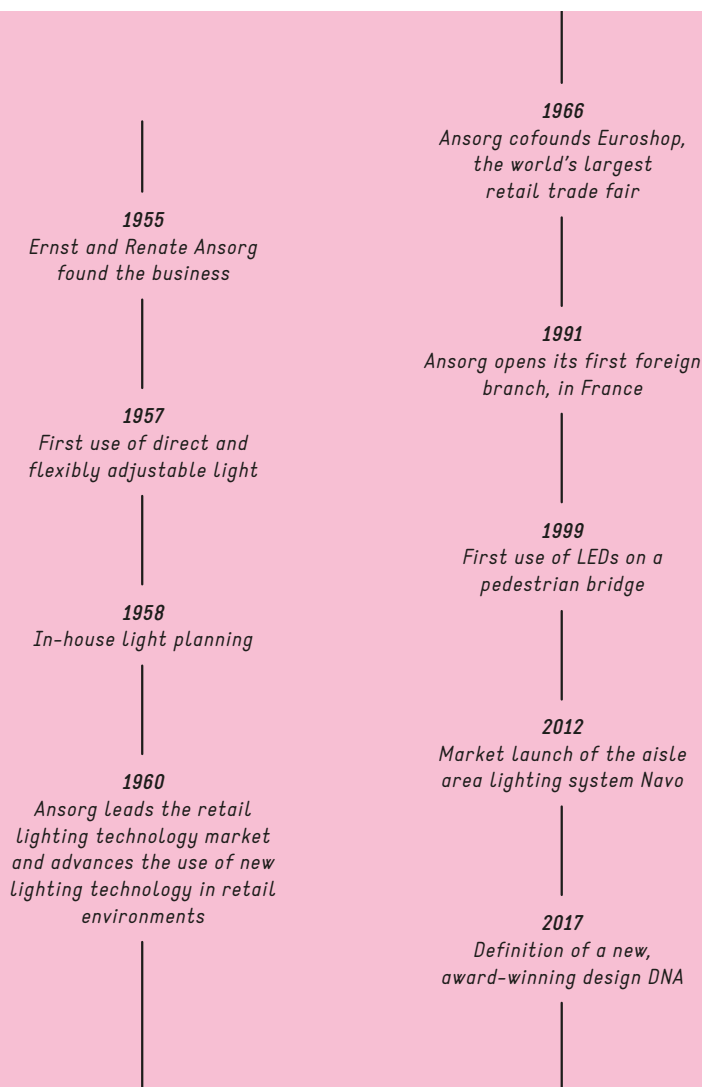 1955
Ernst and Renate Ansorg
found the business
1957
First use of direct and
flexibly adjustable light
1958
In-house light planning
1960
Ansorg leads the retail
lighting technology market
and advances the use of new
lighting technology in retail
environments
1966
Ansorg cofounds Euroshop,
the world's largest
retail trade fair
1991
Ansorg opens its first foreign
branch, in France
1999
First use of LEDs on a
pedestrian bridge
2012
Market launch of the aisle
area lighting system Navo
2017
Definition of a new,
award-winning design DNA